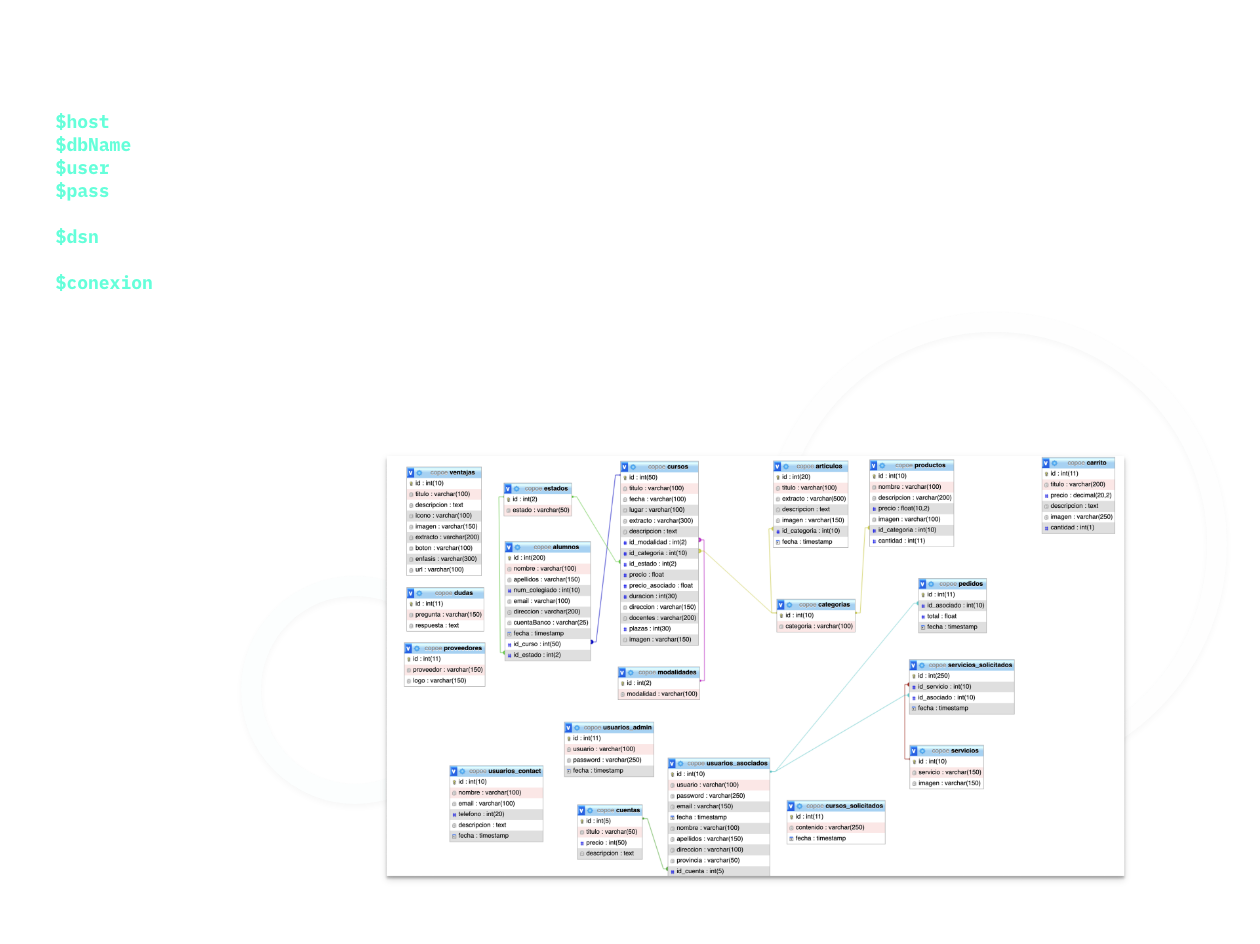 $host
$dbName
$user
$pass
$dsn
$conexion
copoe ventajas
id : int(10)
titulo : varchar(100)
descripcion : text
icono : varchar(100)
imagen : varchar(150)
extracto : varchar(200)
boton : varchar(100)
enfasis : varchar(300)
url : varchar(100)
copoe dudas
id : int(11)
pregunta : varchar(150)
respuesta : text
copoe proveedores
id : int(11)
proveedor : varchar(150)
logo : varchar(150)
copoe estados
id : int(2)
estado : varchar(50)
copoe alumnos
id : int(200)
nombre : varchar(100)
apellidos : varchar(150)
num_colegiado : int(10)
email : varchar(100)
direccion : varchar(200)
cuentaBanco : varchar(25)
fecha : timestamp
id_curso : int(50)
id_estado : int(2)
copoe cursos
id : int(50)
titulo : varchar(100)
fecha : varchar(100)
lugar : varchar(100)
extracto : varchar(300)
descripcion : text
id_modalidad : int(2)
id_categoria : int(10)
id_estado : int(2)
precio : float
precio_asociado : float
duracion : int(30)
direccion : varchar(150)
docentes : varchar(200)
plazas : int(30)
imagen : varchar(150)
copoe modalidades
id : int(2)
modalidad : varchar(100)
copoe articulos
id : int(20)
titulo : varchar(100)
extracto : varchar(500)
descripcion : text
imagen : varchar(150)
id_categoria : int(10)
fecha : timestamp
copoe productos
id : int(10)
nombre : varchar(100)
descripcion : varchar(200)
precio : float(10,2)
imagen : varchar(100)
id_categoria : int(10)
cantidad : int(11)
copoe carrito
id : int(11)
titulo : varchar(200)
precio : decimal(20,2)
descripcion : text
imagen : varchar(250)
cantidad : int(1)
copoe categorias
id : int(10)
categoria : varchar(100)
copoe pedidos
id : int(11)
id_asociado : int(10)
total : float
fecha : timestamp
copoe servicios_solicitados
id : int(250)
id_servicio : int(10)
id_asociado : int(10)
fecha : timestamp
copoe servicios
id : int(10)
servicio : varchar(150)
imagen : varchar(150)
copoe usuarios_admin
id : int(11)
usuario : varchar(100)
password : varchar(250)
fecha : timestamp
copoe usuarios_contact
id : int(10)
nombre : varchar(100)
email : varchar(100)
telefono : int(20)
descripcion : text
fecha : timestamp
copoe cuentas
id : int(5)
titulo : varchar(50)
precio : int(50)
descripcion : text
copoe usuarios_asociados
id : int(10)
usuario : varchar(100)
password : varchar(250)
email : varchar(150)
fecha : timestamp
nombre : varchar(100)
apellidos : varchar(150)
direccion : varchar(100)
provincia : varchar(50)
id_cuenta : int(5)
copoe cursos_solicitados
id : int(11)
contenido : varchar(250)
fecha : timestamp